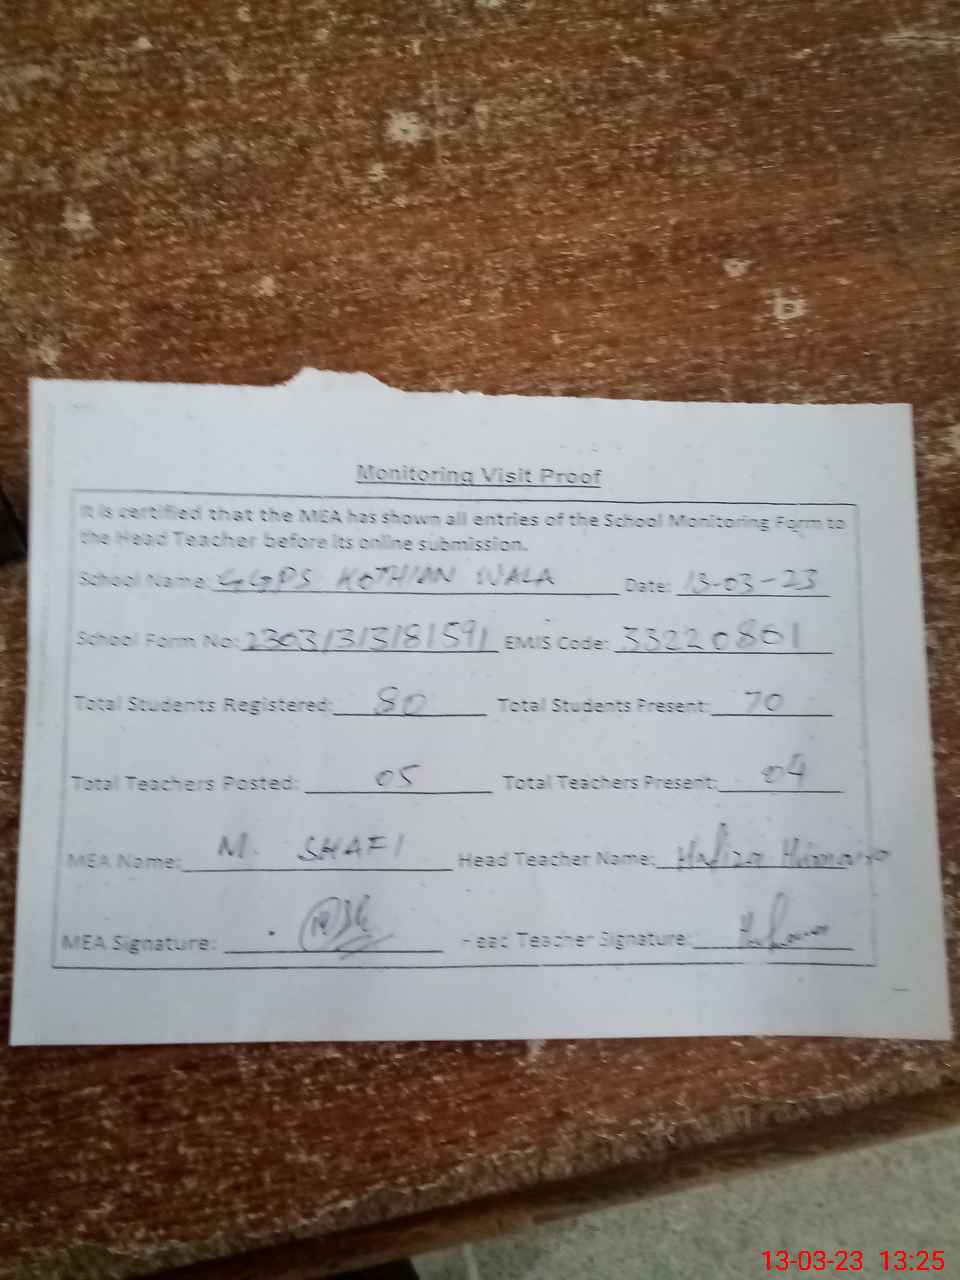 Monitoring Visit Proof
It is certified that the MEA has shown all entries of the School Monitoring Form to
the Head Teacher before its online submission.
School Name: GGPS KOTHIAN WALA Date: 13-03-23
School Form No: 2303131381591 EMIS Code: 33220801
Total Students Registered: 80 Total Students Present: 70
Total Teachers Posted: 05 Total Teachers Present: 04
MEA Name: M. SHAFI Head Teacher Name: Hafiza
MEA Signature: Head Teacher Signature:
13-03-23 13:25